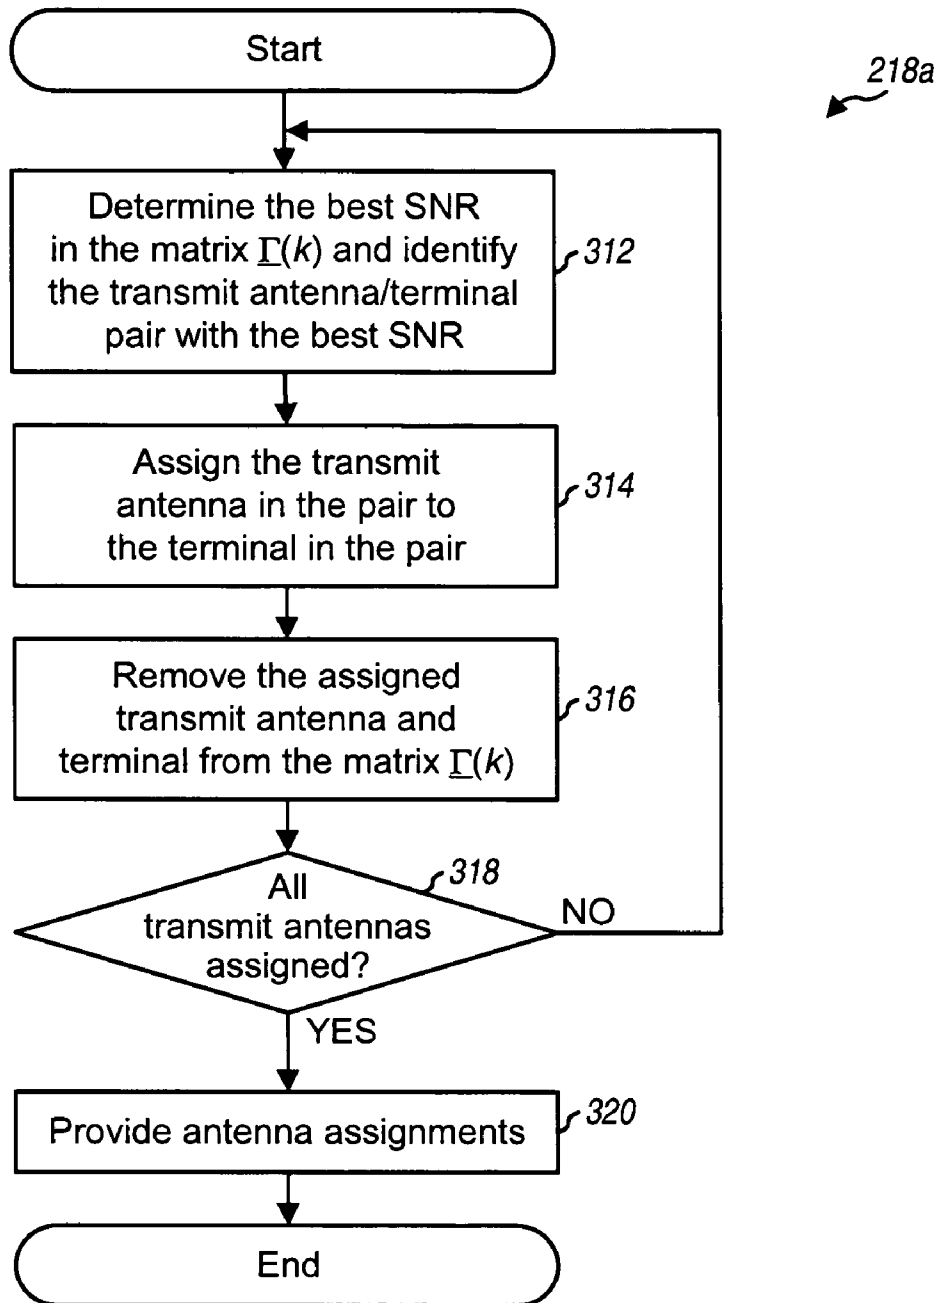 Start
218a
Determine the best SNR
in the matrix Γ(k) and identify
the transmit antenna/terminal
pair with the best SNR
312
Assign the transmit
antenna in the pair to
the terminal in the pair
314
Remove the assigned
transmit antenna and
terminal from the matrix Γ(k)
316
All
transmit antennas
assigned?
318
NO
YES
Provide antenna assignments
320
End